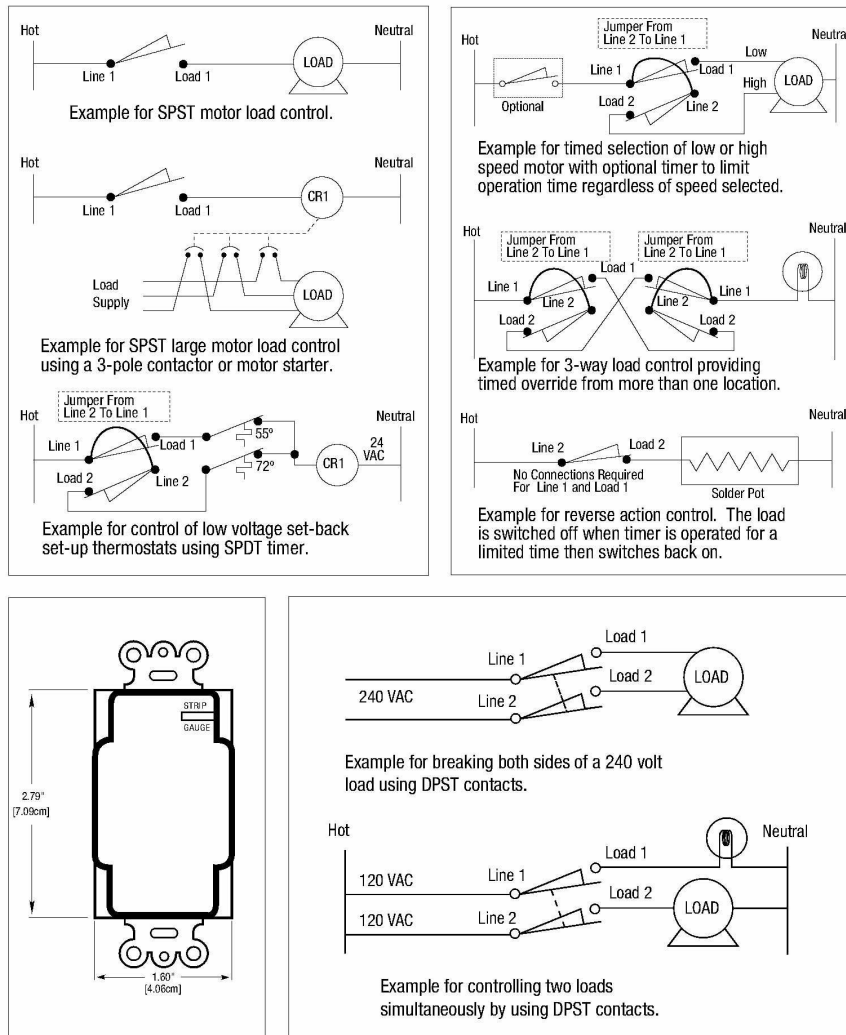 Hot
Neutral
LOAD
Line 1
Load 1
Example for SPST motor load control.
Hot
Neutral
CR1
Line 1
Load 1
Load
Supply
LOAD
Example for SPST large motor load control
using a 3-pole contactor or motor starter.
Jumper From
Line 2 To Line 1
Hot
Neutral
Line 1
Load 1
55º
24
VAC
Load 2
Line 2
72º
CR1
Example for control of low voltage set-back
set-up thermostats using SPDT timer.
Jumper From
Line 2 To Line 1
Hot
Neutral
Low
Line 1
Load 1
LOAD
High
Optional
Load 2
Line 2
Example for timed selection of low or high
speed motor with optional timer to limit
operation time regardless of speed selected.
Hot
Neutral
Jumper From
Line 2 To Line 1
Jumper From
Line 2 To Line 1
Load 1
Line 1
Line 2
Line 2
Line 1
Load 2
Load 2
Example for 3-way load control providing
timed override from more than one location.
Hot
Neutral
Line 2
Load 2
No Connections Required
For Line 1 and Load 1
Solder Pot
Example for reverse action control. The load
is switched off when timer is operated for a
limited time then switches back on.
STRIP
GAUGE
2.79"
[7.09cm]
1.60"
[4.06cm]
Load 1
Line 1
240 VAC
Line 2
Load 2
LOAD
Example for breaking both sides of a 240 volt
load using DPST contacts.
Hot
Neutral
Load 1
120 VAC
Line 1
Load 2
120 VAC
Line 2
LOAD
Example for controlling two loads
simultaneously by using DPST contacts.